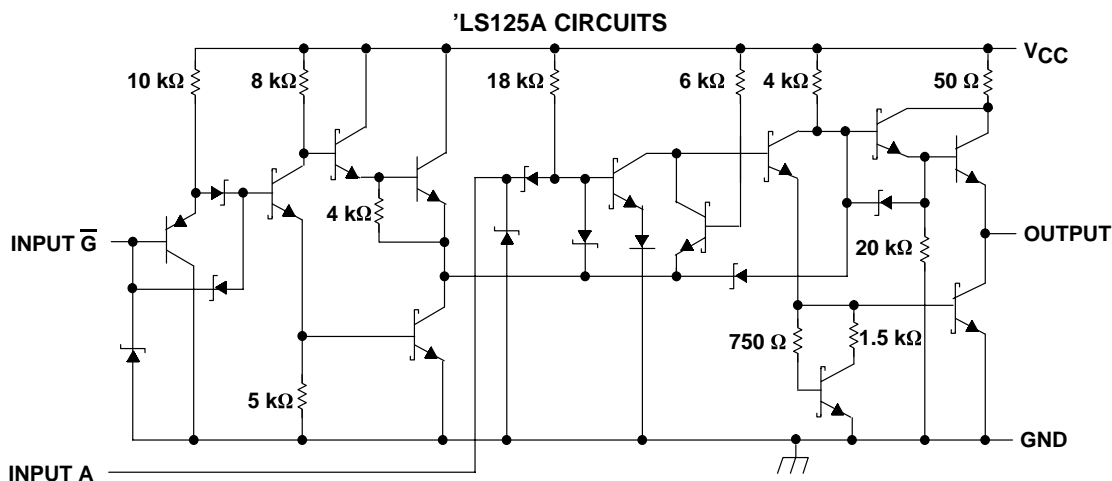 ’LS125A CIRCUITS
VCC
10 kΩ
8 kΩ
18 kΩ
6 kΩ
4 kΩ
50 Ω
4 kΩ
INPUT G̅
20 kΩ
OUTPUT
750 Ω
1.5 kΩ
5 kΩ
GND
INPUT A